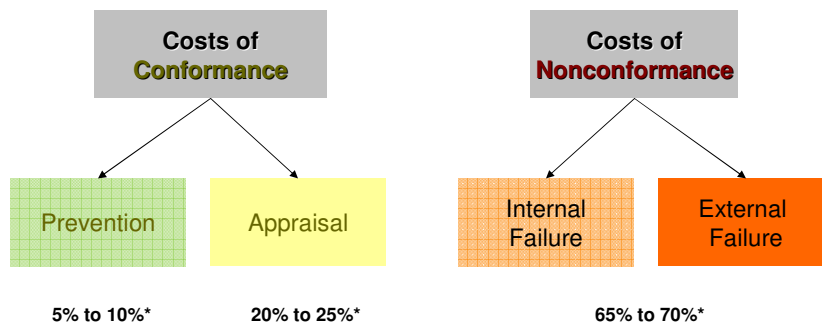 Costs of
Conformance
Costs of
Nonconformance
Prevention
Appraisal
Internal
Failure
External
Failure
5% to 10%*
20% to 25%*
65% to 70%*